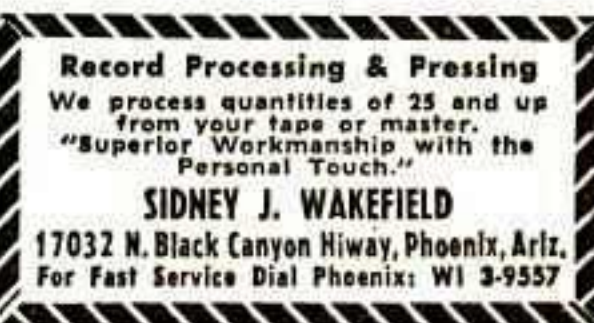 Record Processing & Pressing
We process quantities of 25 and up
from your tape or master.
"Superior Workmanship with the
Personal Touch."
SIDNEY J. WAKEFIELD
17032 N. Black Canyon Hiway, Phoenix, Ariz.
For Fast Service Dial Phoenix: WI 3-9557